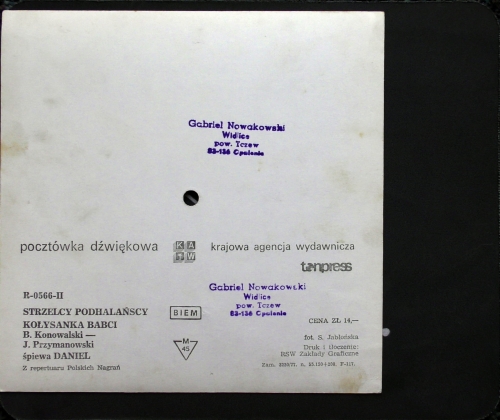 Gabriel Nowakowski
Widlice
pow. Tczew
83-136 Opalenie
pocztówka dźwiękowa
KAW
krajowa agencja wydawnicza
tonpress
R-0566-II
STRZELCY PODHALAŃSCY
KOŁYSANKA BABCI
B. Konowalski —
J. Przymanowski
śpiewa DANIEL
Z repertuaru Polskich Nagrań
BIEM
M
45
Gabriel Nowakowski
Widlice
pow. Tczew
83-136 Opalenie
CENA ZŁ 14,—
fot. S. Jabłońska
Druk i tłoczenie:
RSW Zakłady Graficzne